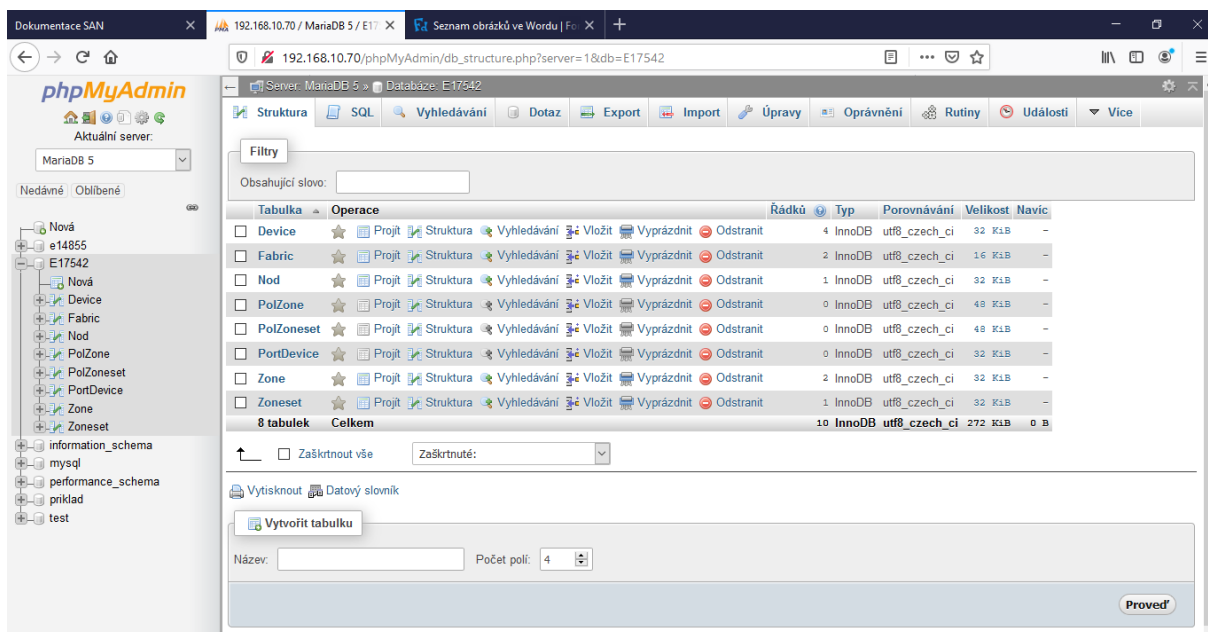 Dokumentace SAN
192.168.10.70 / MariaDB 5 / E17
Seznam obrázků ve Wordu | Fo
192.168.10.70/phpMyAdmin/db_structure.php?server=1&db=E17542
phpMyAdmin
Aktuální server:
MariaDB 5
Nedávné Oblíbené
Nová
e14855
E17542
Nová
Device
Fabric
Nod
PolZone
PolZoneset
PortDevice
Zone
Zoneset
information_schema
mysql
performance_schema
priklad
test
Server: MariaDB 5 » Databáze: E17542
Struktura SQL Vyhledávání Dotaz Export Import Úpravy Oprávnění Rutiny Události Více
Filtry
Obsahující slovo:
Tabulka Operace Řádků Typ Porovnávání Velikost Navíc
Device Projít Struktura Vyhledávání Vložit Vyprázdnit Odstranit 4 InnoDB utf8_czech_ci 32 KiB -
Fabric Projít Struktura Vyhledávání Vložit Vyprázdnit Odstranit 2 InnoDB utf8_czech_ci 16 KiB -
Nod Projít Struktura Vyhledávání Vložit Vyprázdnit Odstranit 1 InnoDB utf8_czech_ci 32 KiB -
PolZone Projít Struktura Vyhledávání Vložit Vyprázdnit Odstranit 0 InnoDB utf8_czech_ci 48 KiB -
PolZoneset Projít Struktura Vyhledávání Vložit Vyprázdnit Odstranit 0 InnoDB utf8_czech_ci 48 KiB -
PortDevice Projít Struktura Vyhledávání Vložit Vyprázdnit Odstranit 0 InnoDB utf8_czech_ci 32 KiB -
Zone Projít Struktura Vyhledávání Vložit Vyprázdnit Odstranit 2 InnoDB utf8_czech_ci 32 KiB -
Zoneset Projít Struktura Vyhledávání Vložit Vyprázdnit Odstranit 1 InnoDB utf8_czech_ci 32 KiB -
8 tabulek Celkem 10 InnoDB utf8_czech_ci 272 KiB 0 B
Zaškrtnout vše Zaškrtnuté:
Vytisknout Datový slovník
Vytvořit tabulku
Název: Počet polí: 4
Proveď